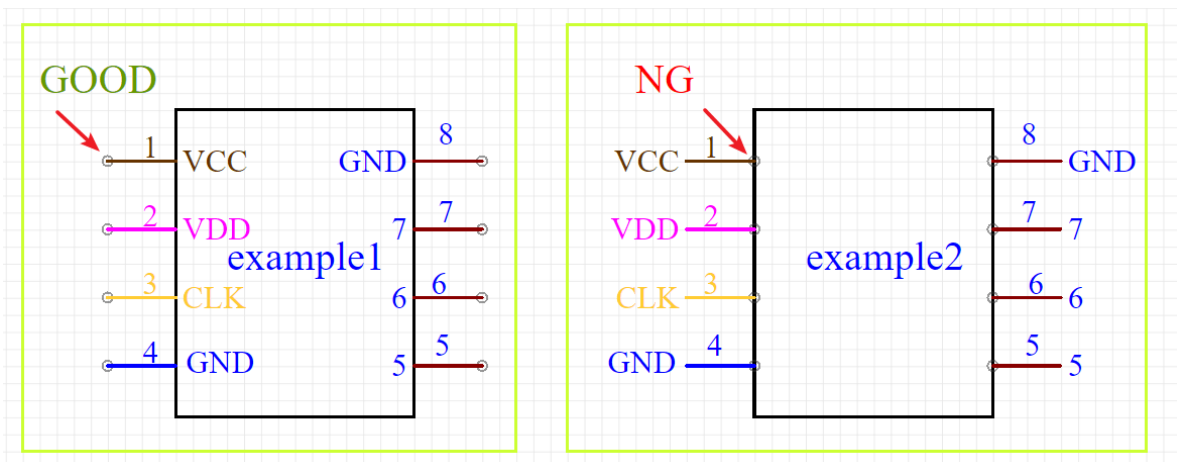 GOOD
1 VCC
2 VDD
3 CLK
4 GND
example1
GND 8
7 7
6 6
5 5
NG
VCC 1
VDD 2
CLK 3
GND 4
example2
8 GND
7 7
6 6
5 5